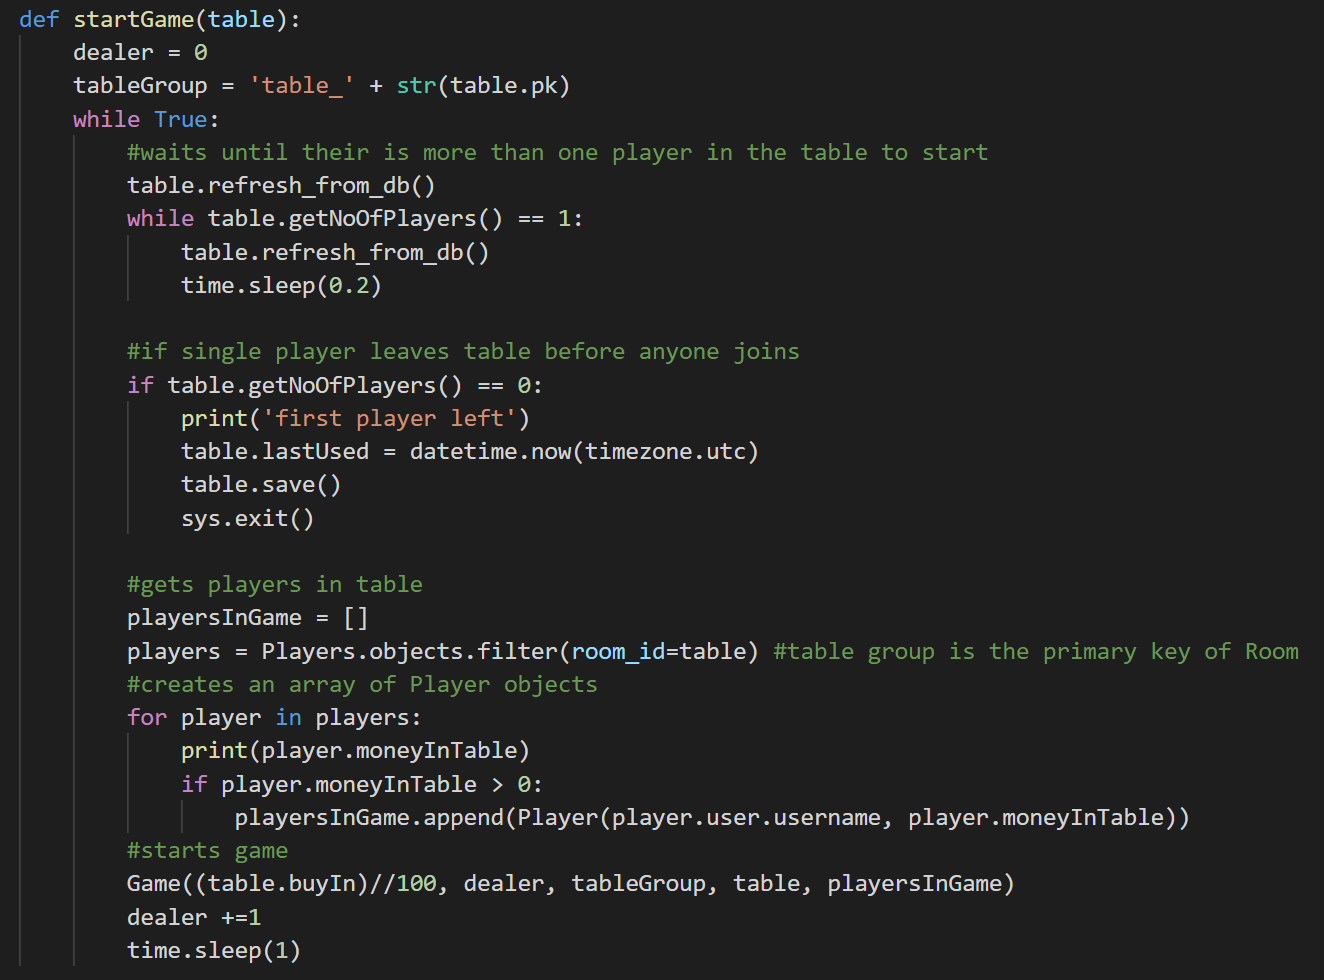 def startGame(table):
    dealer = 0
    tableGroup = 'table_' + str(table.pk)
    while True:
        #waits until their is more than one player in the table to start
        table.refresh_from_db()
        while table.getNoOfPlayers() == 1:
            table.refresh_from_db()
            time.sleep(0.2)

        #if single player leaves table before anyone joins
        if table.getNoOfPlayers() == 0:
            print('first player left')
            table.lastUsed = datetime.now(timezone.utc)
            table.save()
            sys.exit()

        #gets players in table
        playersInGame = []
        players = Players.objects.filter(room_id=table) #table group is the primary key of Room
        #creates an array of Player objects
        for player in players:
            print(player.moneyInTable)
            if player.moneyInTable > 0:
                playersInGame.append(Player(player.user.username, player.moneyInTable))
        #starts game
        Game((table.buyIn)//100, dealer, tableGroup, table, playersInGame)
        dealer +=1
        time.sleep(1)